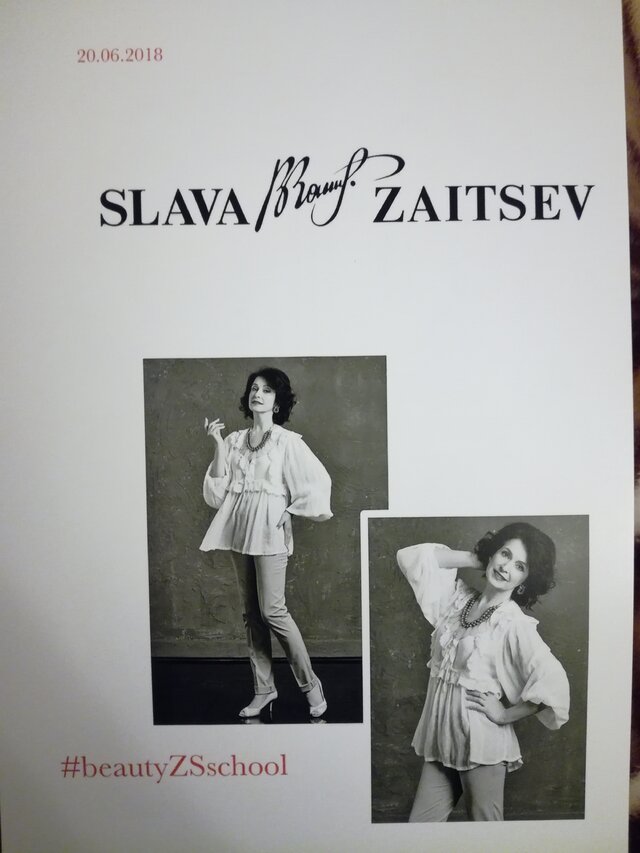 20.06.2018
SLAVA ZAITSEV
#beautyZSschool